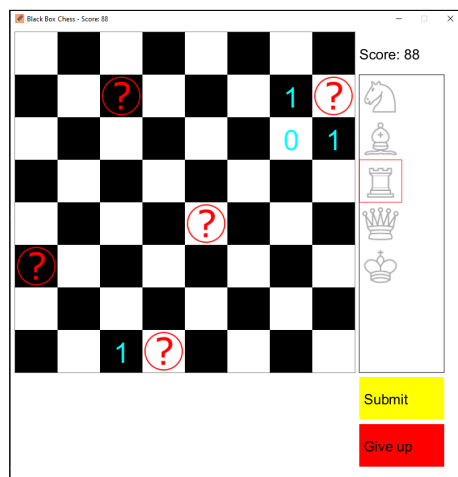 Black Box Chess - Score: 88
Score: 88
? 1 ?
0 1
?
?
1 ?
Submit
Give up